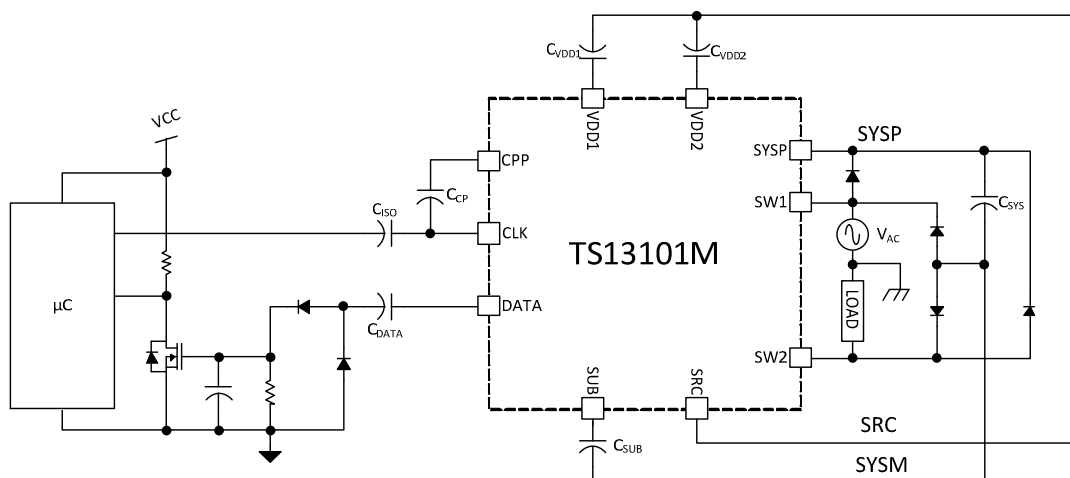 CVDD1
CVDD2
VCC
VDD1
VDD2
SYSP
SYSP
CPP
CCP
CISO
CLK
SW1
VAC
CSYS
TS13101M
µC
DATA
CDATA
LOAD
SW2
SUB
SRC
CSUB
SRC
SYSM